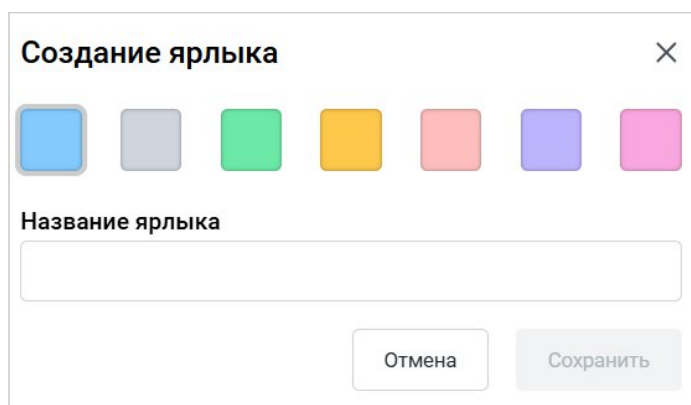 Создание ярлыка
Название ярлыка
Отмена
Сохранить